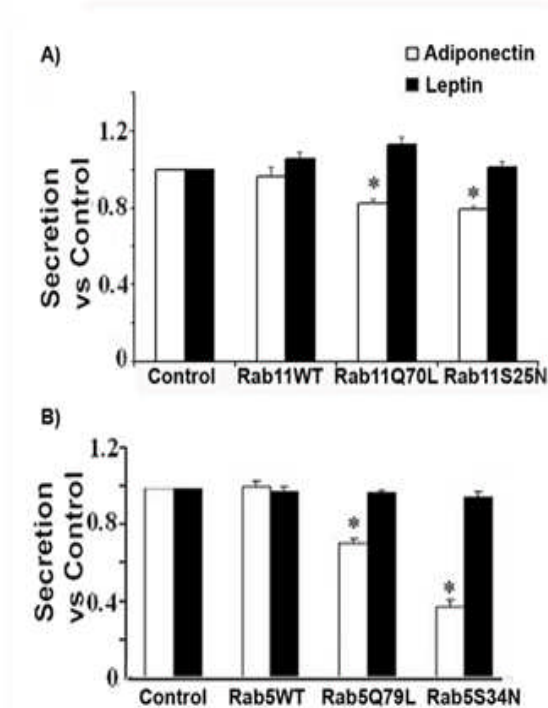 A)
Adiponectin
Leptin
Secretion
vs Control
1.2
0.8
0.4
0
*
*
Control Rab11WT Rab11Q70L Rab11S25N
B)
Secretion
vs Control
1.2
0.8
0.4
0
*
*
Control Rab5WT Rab5Q79L Rab5S34N